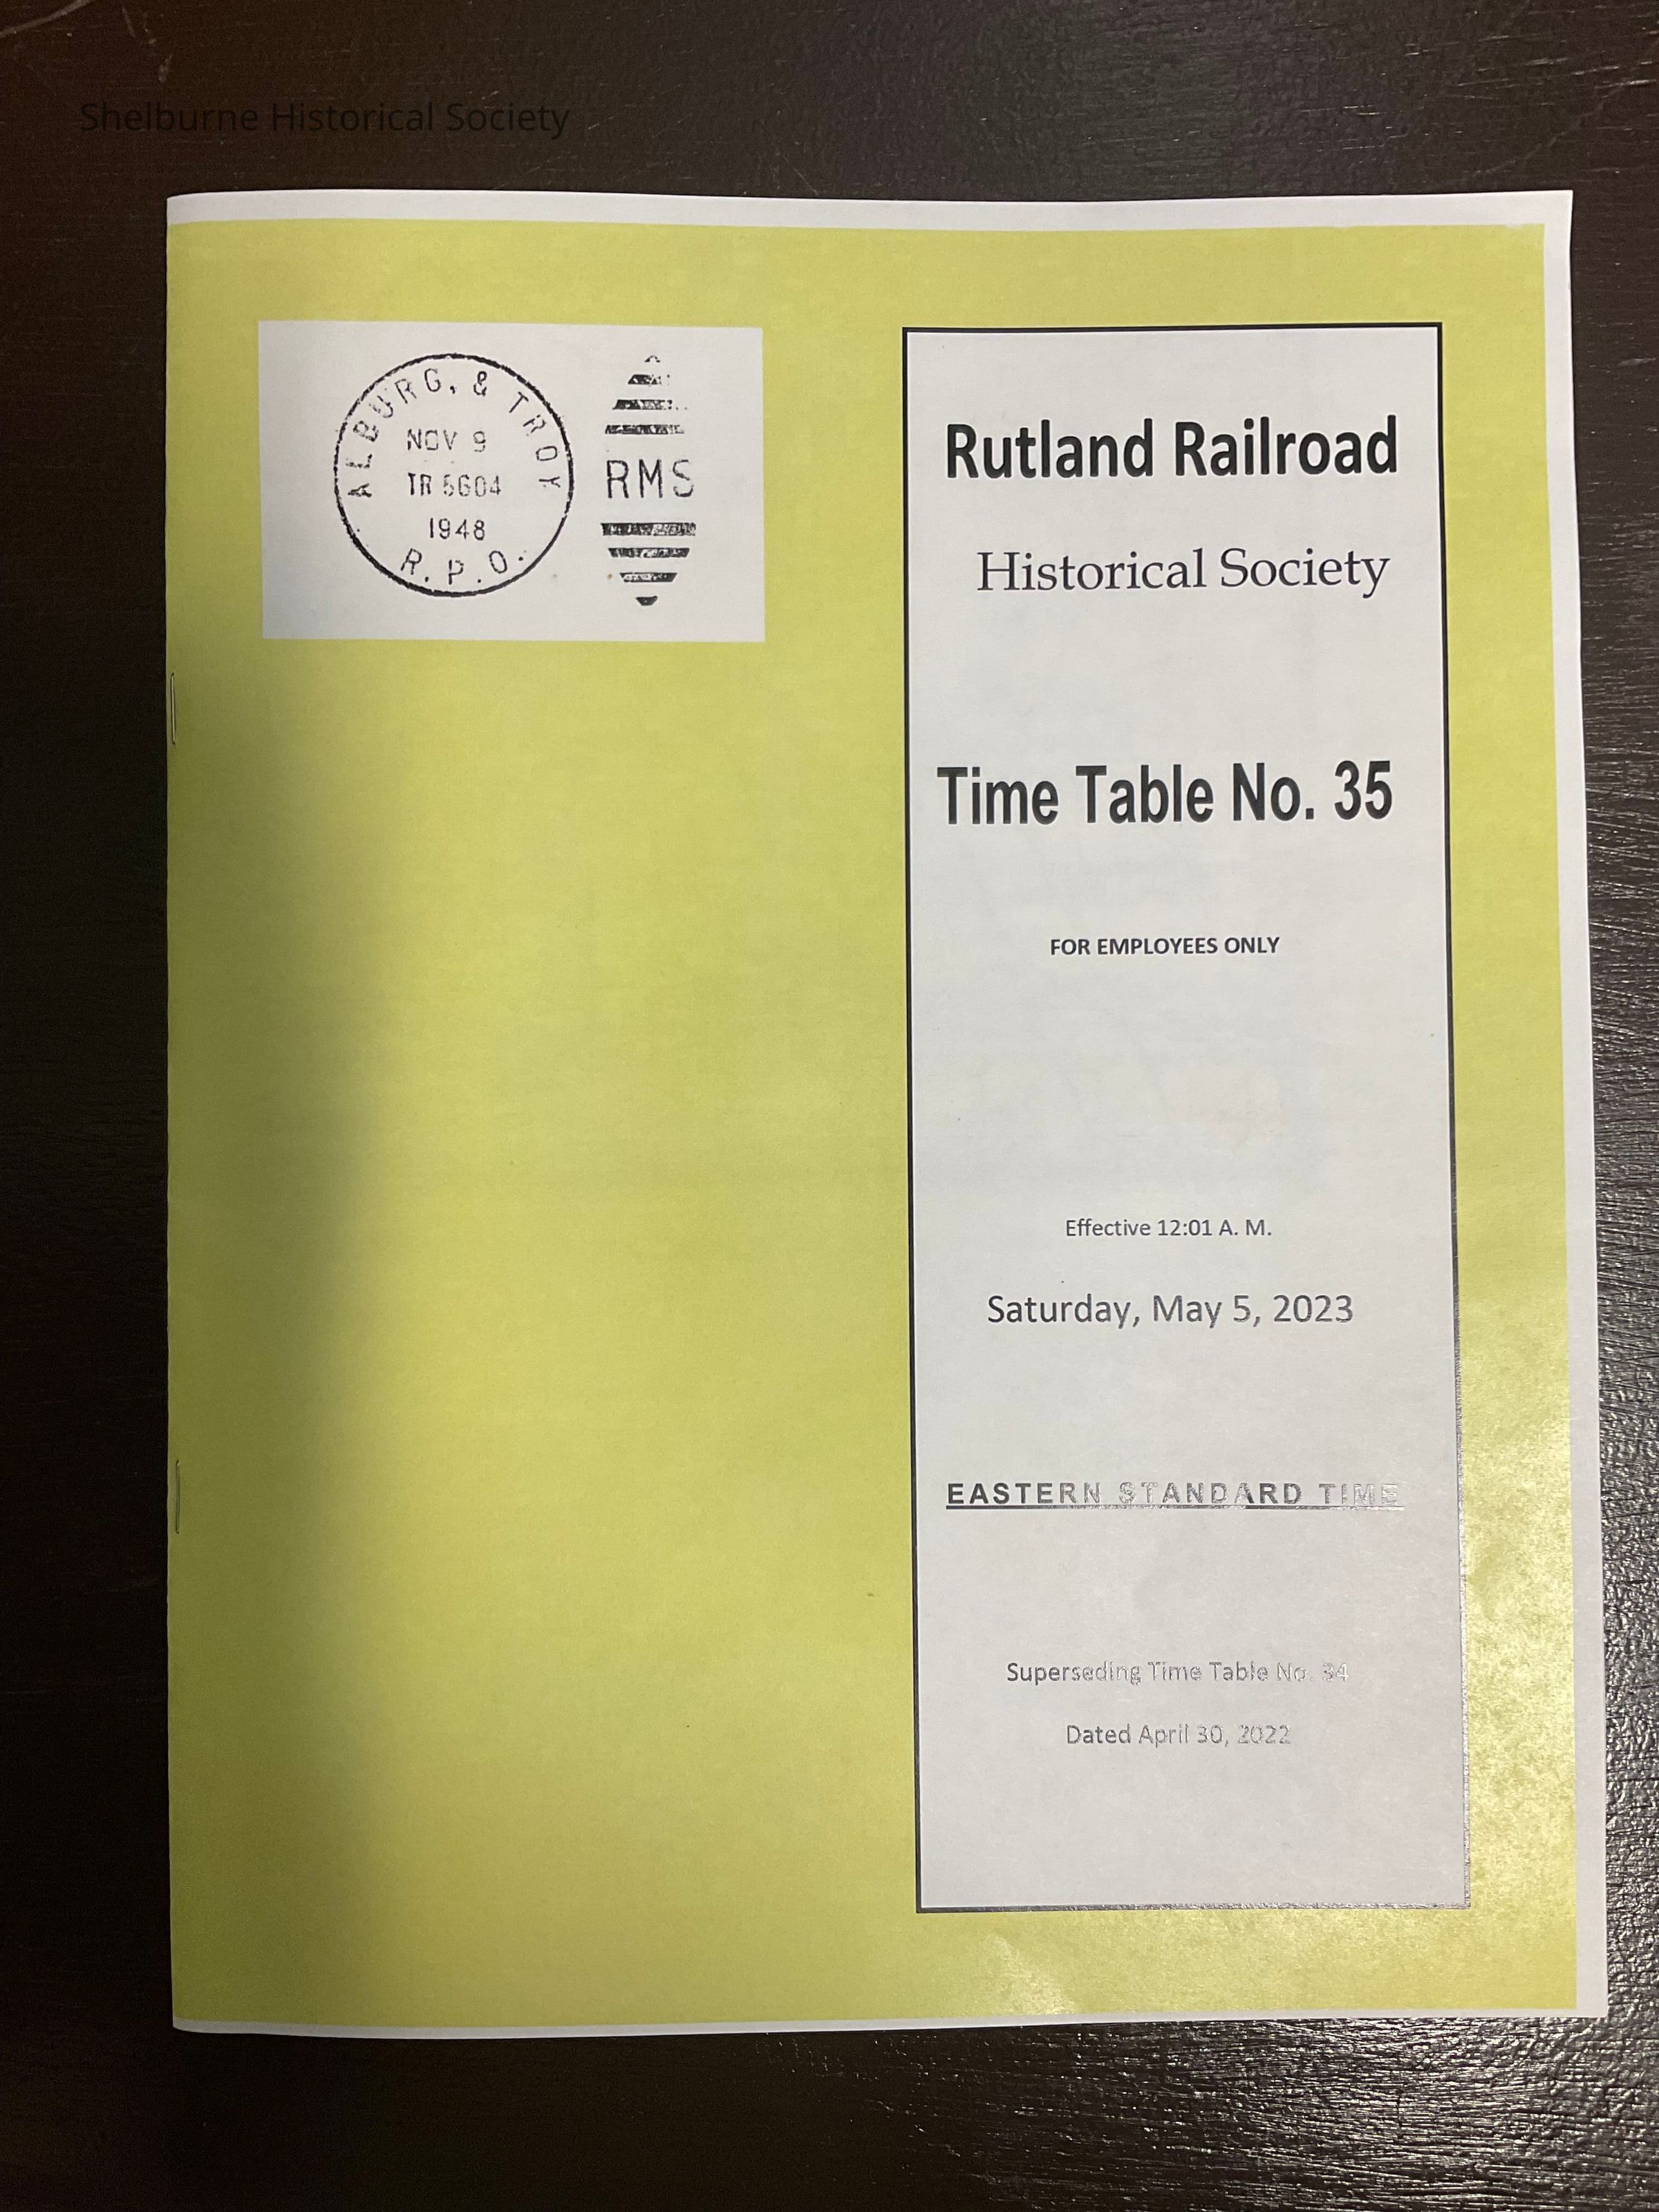 Shelburne Historical Society
ALBURG, & TROY
NOV 9
TR 5604
1948
R.P.O.
RMS
Rutland Railroad
Historical Society
Time Table No. 35
FOR EMPLOYEES ONLY
Effective 12:01 A. M.
Saturday, May 5, 2023
EASTERN STANDARD TIME
Superseding Time Table No. 34
Dated April 30, 2022